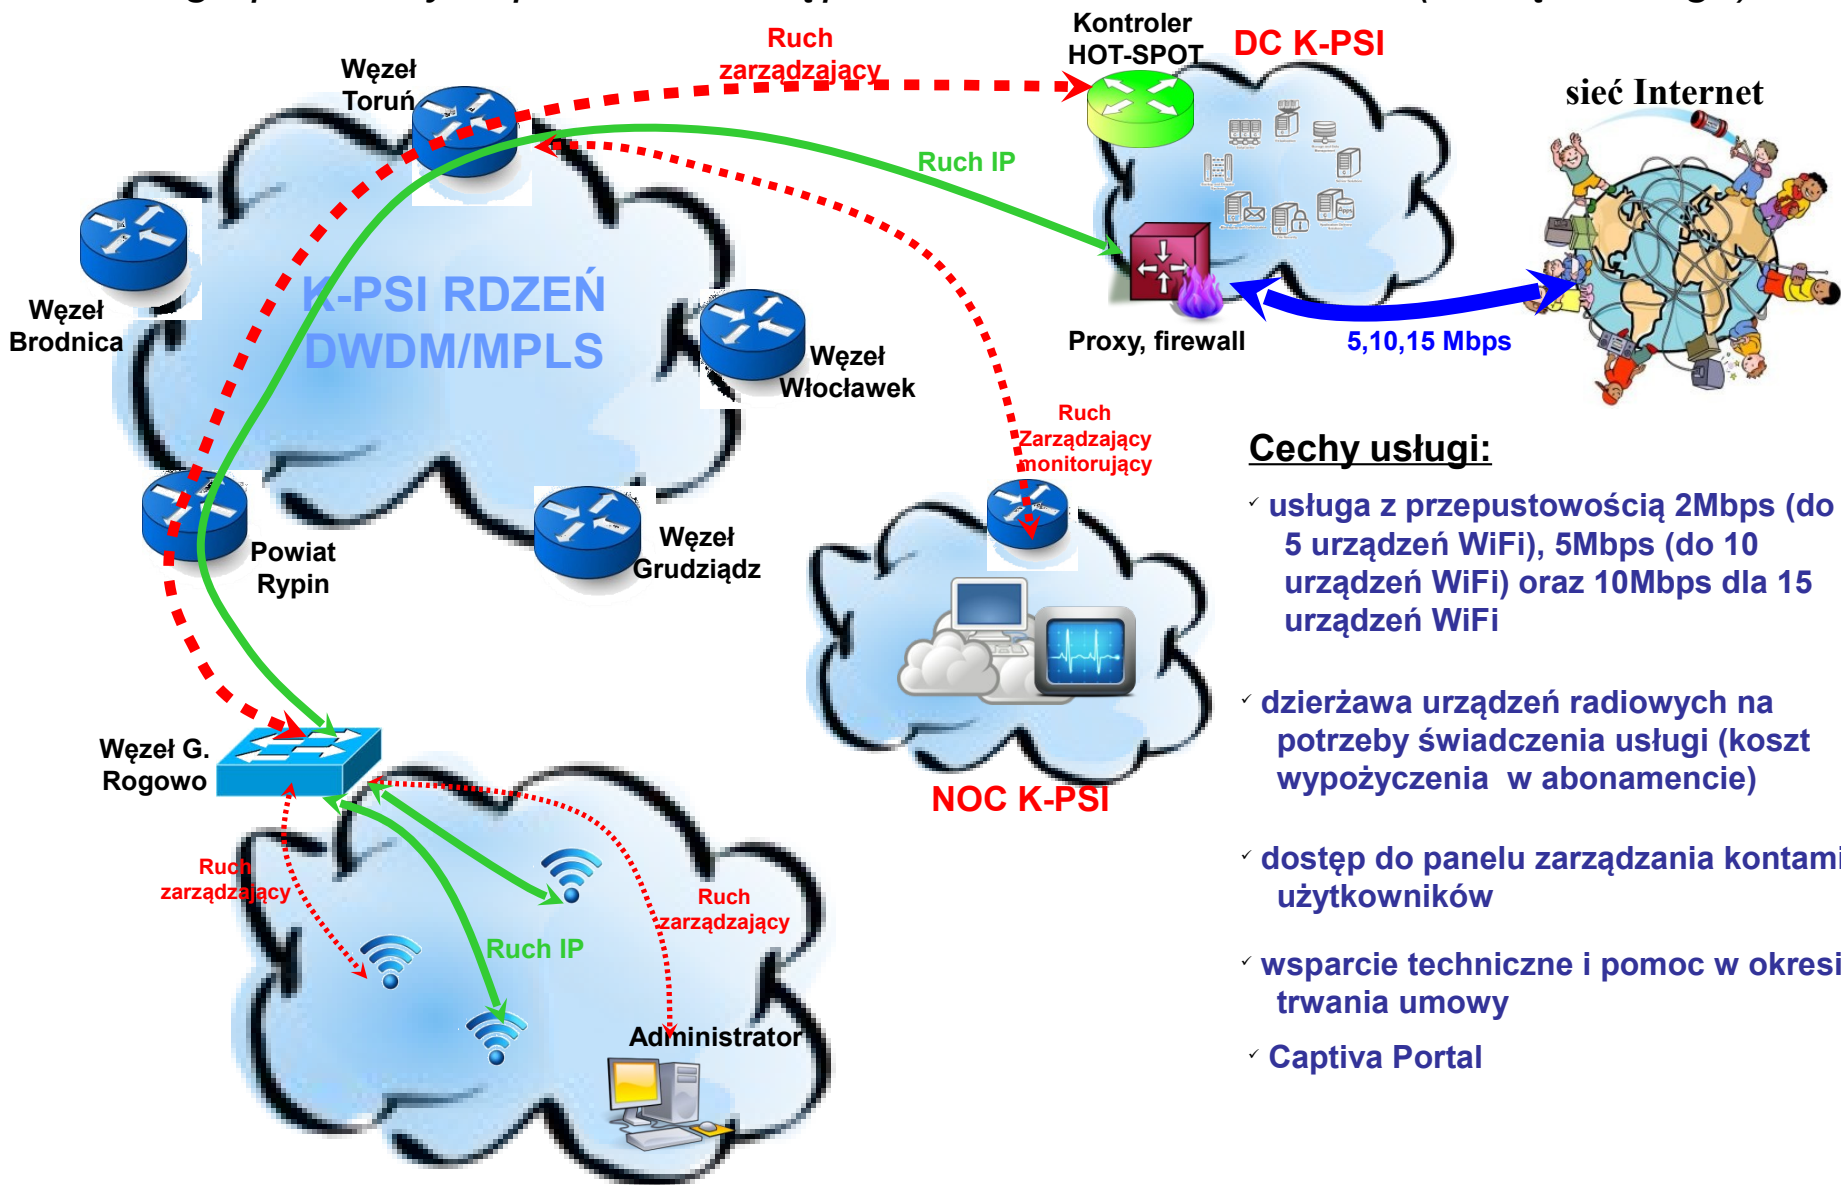 Ruch
zarządzający
Kontroler
HOT-SPOT
DC K-PSI
sieć Internet
Węzeł
Toruń
Ruch IP
Węzeł
Brodnica
K-PSI RDZEŃ
DWDM/MPLS
Węzeł
Włocławek
Proxy, firewall
5,10,15 Mbps
Ruch
Zarządzający
monitorujący
Powiat
Rypin
Węzeł
Grudziądz
NOC K-PSI
Węzeł G.
Rogowo
Ruch
zarządzający
Ruch IP
Ruch
zarządzający
Administrator
Cechy usługi:
✓ usługa z przepustowością 2Mbps (do
5 urządzeń WiFi), 5Mbps (do 10
urządzeń WiFi) oraz 10Mbps dla 15
urządzeń WiFi
✓ dzierżawa urządzeń radiowych na
potrzeby świadczenia usługi (koszt
wypożyczenia w abonamencie)
✓ dostęp do panelu zarządzania kontami
użytkowników
✓ wsparcie techniczne i pomoc w okresi
trwania umowy
✓ Captiva Portal